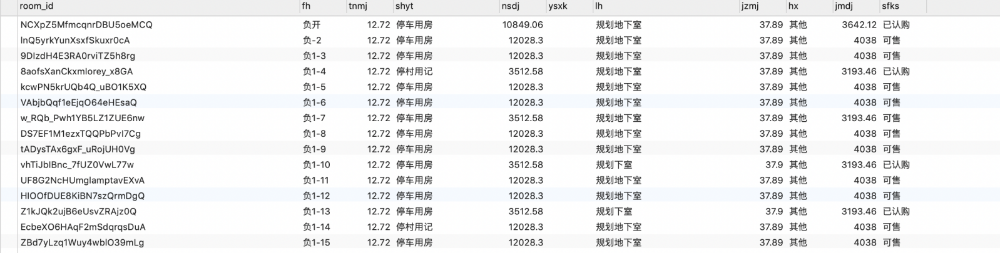 room_id fh tnmj shyt nsdj ysxk lh jzmj hx jmdj sfks
NCXpZ5MfmcqnrDBU5oeMCQ 负开 12.72 停车用房 10849.06 规划地下室 37.89 其他 3642.12 已认购
lnQ5yrkYunXsxfSkuxr0cA 负-2 12.72 停车用房 12028.3 规划地下室 37.89 其他 4038 可售
9DIzdH4E3RA0rviTZ5h8rg 负1-3 12.72 停车用房 12028.3 规划地下室 37.89 其他 4038 可售
8aofsXanCkxmlorey_x8GA 负1-4 12.72 停村用记 3512.58 规划地下室 37.89 其他 3193.46 已认购
kcwPN5krUQb4Q_uBO1K5XQ 负1-5 12.72 停车用房 12028.3 规划地下室 37.89 其他 4038 可售
VAbjbQqf1eEjqO64eHEsaQ 负1-6 12.72 停车用房 12028.3 规划地下室 37.89 其他 4038 可售
w_RQb_Pwh1YB5LZ1ZUE6nw 负1-7 12.72 停车用房 3512.58 规划地下室 37.89 其他 3193.46 已认购
DS7EF1M1ezxTQQPbPvI7Cg 负1-8 12.72 停车用房 12028.3 规划地下室 37.89 其他 4038 可售
tADysTAx6gxF_uRojUH0Vg 负1-9 12.72 停车用房 12028.3 规划地下室 37.89 其他 4038 可售
vhTiJbIBnc_7fUZ0VwL77w 负1-10 12.72 停车用房 3512.58 规划下室 37.9 其他 3193.46 已认购
UF8G2NcHUmglamptavEXvA 负1-11 12.72 停车用房 12028.3 规划地下室 37.89 其他 4038 可售
HIOOfDUE8KiBN7szQrmDgQ 负1-12 12.72 停车用房 12028.3 规划地下室 37.89 其他 4038 可售
Z1kJQk2ujB6eUsvZRAjz0Q 负1-13 12.72 停车用房 3512.58 规划下室 37.9 其他 3193.46 已认购
EcbeXO6HAqF2mSdqrqsDuA 负1-14 12.72 停村用记 12028.3 规划地下室 37.89 其他 4038 可售
ZBd7yLzq1Wuy4wblO39mLg 负1-15 12.72 停车用房 12028.3 规划地下室 37.89 其他 4038 可售